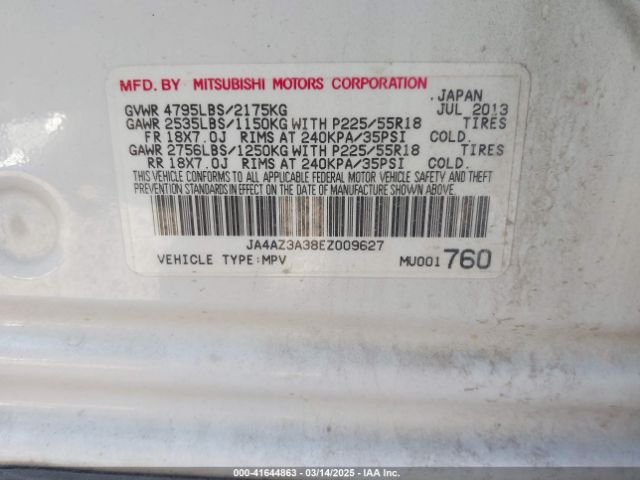 MFD. BY MITSUBISHI MOTORS CORPORATION
.JAPAN
GVWR 4795LBS/2175KG JUL 2013
GAWR 2535LBS/1150KG WITH P225/55R18 TIRES
FR 18X7.0J RIMS AT 240KPA/35PSI COLD.
GAWR 2756LBS/1250KG WITH P225/55R18 TIRES
RR 18X7.0J RIMS AT 240KPA/35PSI COLD.
THIS VEHICLE CONFORMS TO ALL APPLICABLE FEDERAL MOTOR VEHICLE SAFETY AND THEFT
PREVENTION STANDARDS IN EFFECT ON THE DATE OF MANUFACTURE SHOWN ABOVE.
JA4AZ3A38EZ009627
VEHICLE TYPE:MPV MU001 760
00-41644863 — 03/14/2025 — IAA Inc.